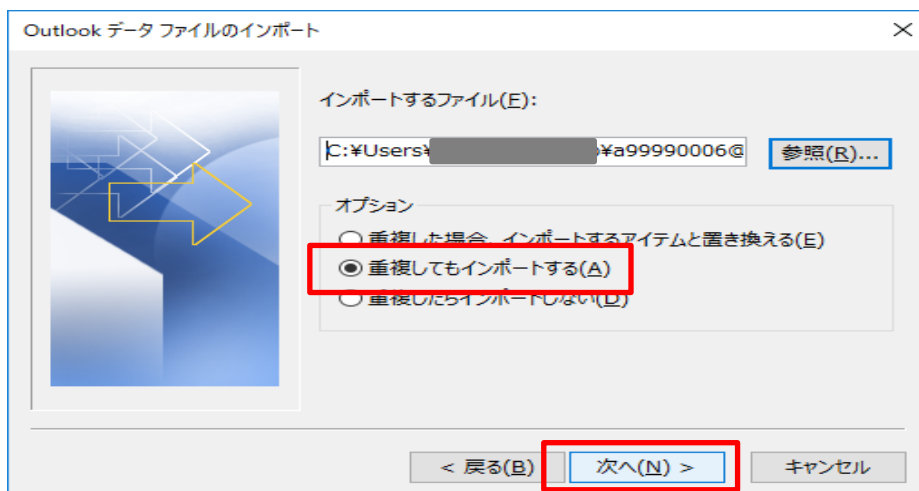 Outlook データ ファイルのインポート
インポートするファイル(F):
C:¥Users¥ ¥a99990006@
参照(R)...
オプション
重複した場合、インポートするアイテムと置き換える(E)
重複してもインポートする(A)
重複したらインポートしない(D)
< 戻る(B)
次へ(N) >
キャンセル